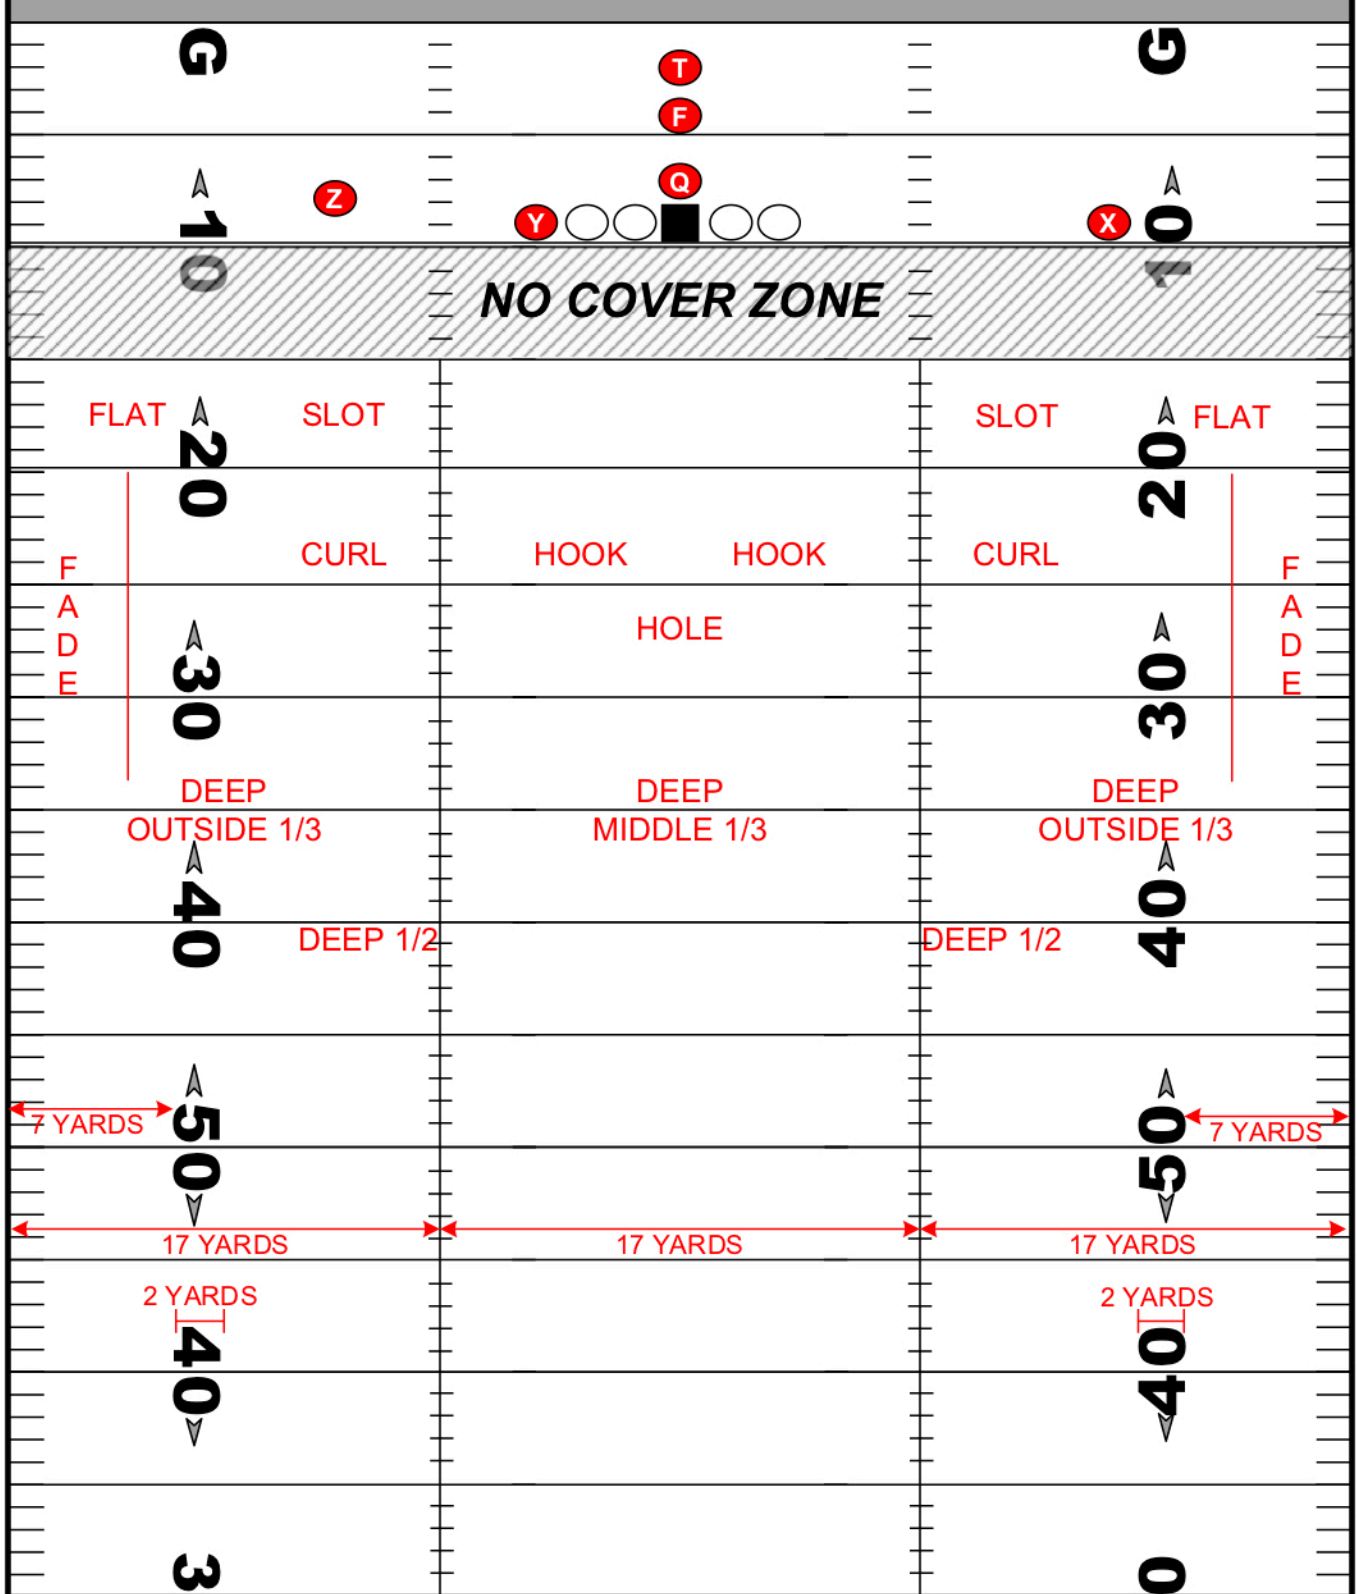 G G
T
F
Z Q
Y X
10 10
NO COVER ZONE
FLAT SLOT SLOT FLAT
20 20
CURL HOOK HOOK CURL
FADE FADE
HOLE
30 30
DEEP DEEP DEEP
OUTSIDE 1/3 MIDDLE 1/3 OUTSIDE 1/3
40 40
DEEP 1/2 DEEP 1/2
7 YARDS 50 50 7 YARDS
17 YARDS 17 YARDS 17 YARDS
2 YARDS 2 YARDS
40 40
3 0